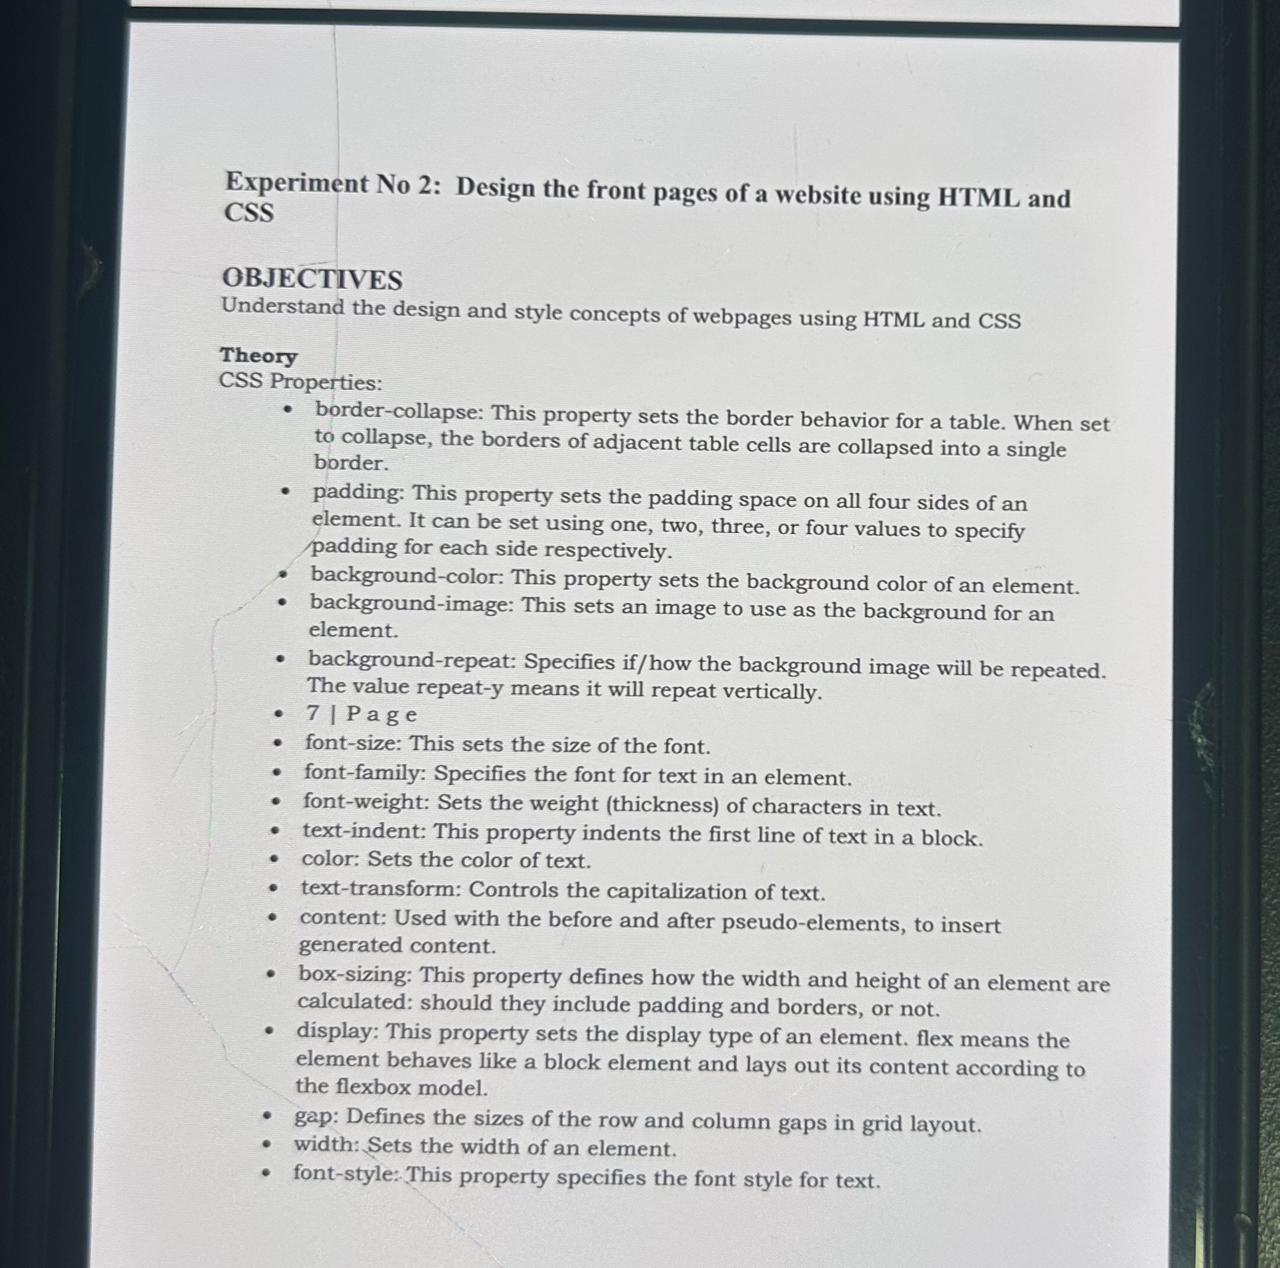 Experiment No 2: Design the front pages of a website using HTML and
CSS
OBJECTIVES
Understand the design and style concepts of webpages using HTML and CSS
Theory
CSS Properties:
• border-collapse: This property sets the border behavior for a table. When set
to collapse, the borders of adjacent table cells are collapsed into a single
border.
• padding: This property sets the padding space on all four sides of an
element. It can be set using one, two, three, or four values to specify
padding for each side respectively.
• background-color: This property sets the background color of an element.
• background-image: This sets an image to use as the background for an
element.
• background-repeat: Specifies if/how the background image will be repeated.
The value repeat-y means it will repeat vertically.
• 7 | P a g e
• font-size: This sets the size of the font.
• font-family: Specifies the font for text in an element.
• font-weight: Sets the weight (thickness) of characters in text.
• text-indent: This property indents the first line of text in a block.
• color: Sets the color of text.
• text-transform: Controls the capitalization of text.
• content: Used with the before and after pseudo-elements, to insert
generated content.
• box-sizing: This property defines how the width and height of an element are
calculated: should they include padding and borders, or not.
• display: This property sets the display type of an element. flex means the
element behaves like a block element and lays out its content according to
the flexbox model.
• gap: Defines the sizes of the row and column gaps in grid layout.
• width: Sets the width of an element.
• font-style: This property specifies the font style for text.